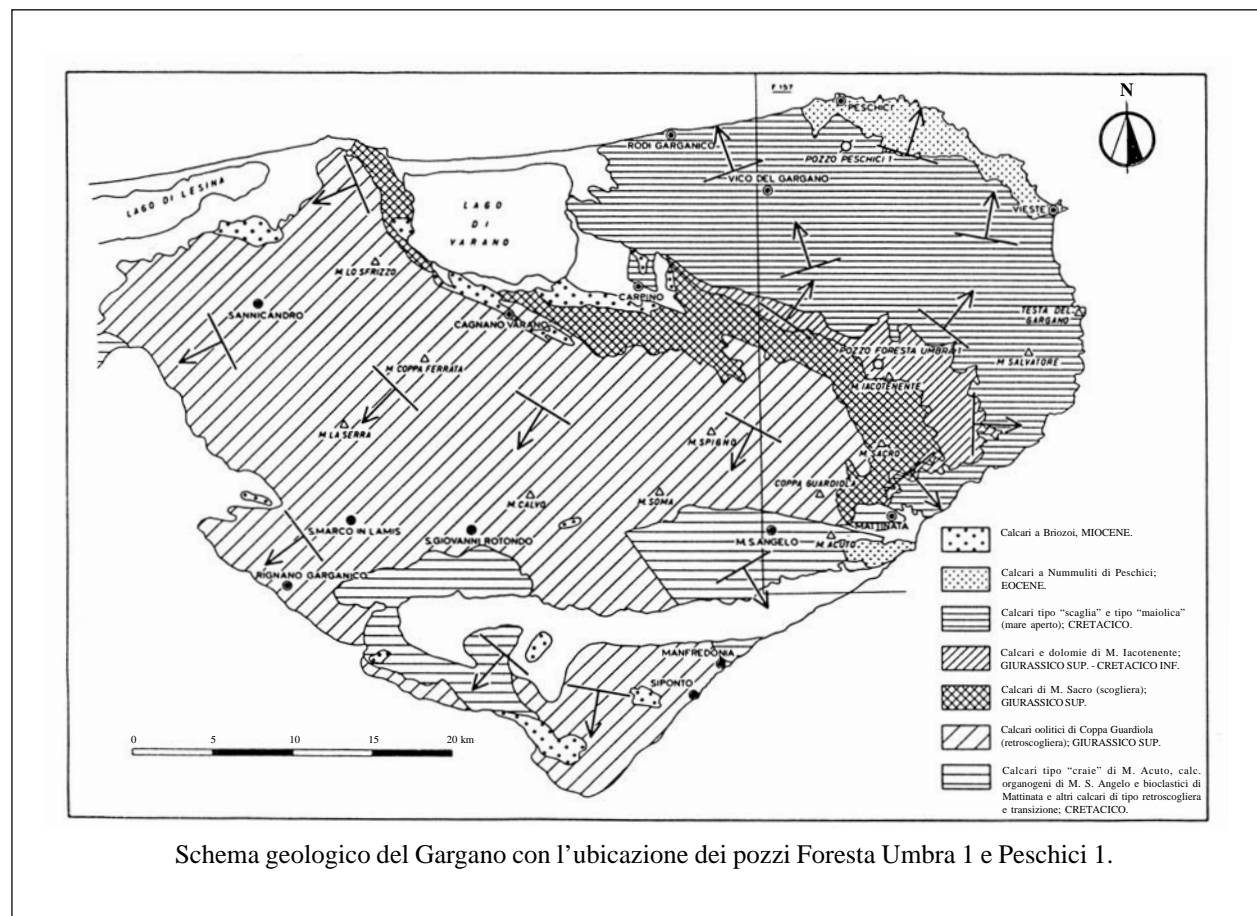 F 157
N
PESCHICI
RODI GARGANICO
POZZO PESCHICI 1
VICO DEL GARGANO
LAGO DI LESINA
LAGO
DI
VARANO
VIESTE
M. LO SFRIZZO
CARPINO
SANNICANDRO
CAGNANO VARANO
TESTA DEL
GARGANO
POZZO FORESTA UMBRA 1
M. SALVATORE
M. COPPA FERRATA
M. IACOTENENTE
M. LA SERRA
M. SPIGNO
M. SACRO
COPPA GUARDIOLA
M. CALVO
M. SOMA
MATTINATA
S. MARCO IN LAMIS
S. GIOVANNI ROTONDO
M. S. ANGELO
M. ACUTO
RIGNANO GARGANICO
MANFREDONIA
SIPONTO
0 5 10 15 20 km
Calcari a Briozoi, MIOCENE.
Calcari a Nummuliti di Peschici;
EOCENE.
Calcari tipo “scaglia” e tipo “maiolica”
(mare aperto); CRETACICO.
Calcari e dolomie di M. Iacotenente;
GIURASSICO SUP. - CRETACICO INF.
Calcari di M. Sacro (scogliera);
GIURASSICO SUP.
Calcari oolitici di Coppa Guardiola
(retroscogliera); GIURASSICO SUP.
Calcari tipo “craie” di M. Acuto, calc.
organogeni di M. S. Angelo e bioclastici di
Mattinata e altri calcari di tipo retroscogliera
e transizione; CRETACICO.
Schema geologico del Gargano con l’ubicazione dei pozzi Foresta Umbra 1 e Peschici 1.